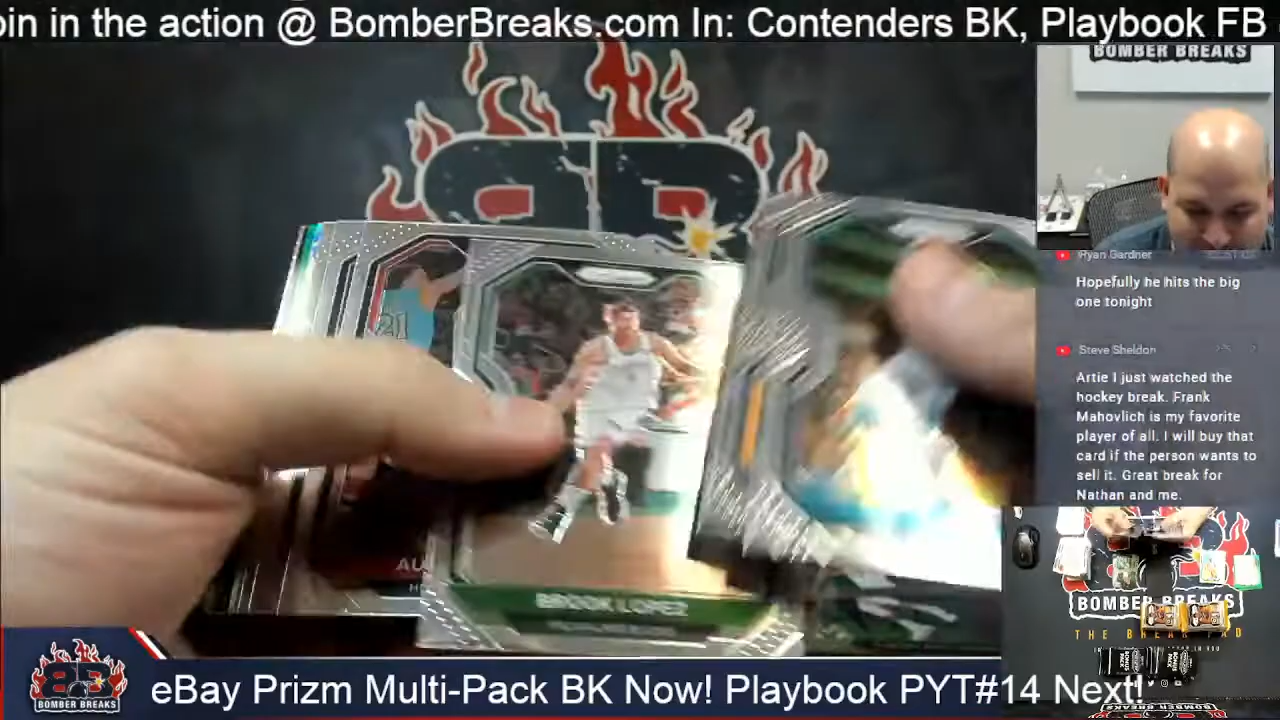 oin in the action @ BomberBreaks.com In: Contenders BK, Playbook FB
BOMBER BREAKS
Ryan Gardner
Hopefully he hits the big
one tonight
Steve Sheldon
Artie I just watched the
hockey break. Frank
Mahovlich is my favorite
player of all. I will buy that
card if the person wants to
sell it. Great break for
Nathan and me.
21
AU
BROOK LOPEZ
BOMBER BREAKS
THE BREAK PAD
BOMBER BREAKS
eBay Prizm Multi-Pack BK Now! Playbook PYT#14 Next!